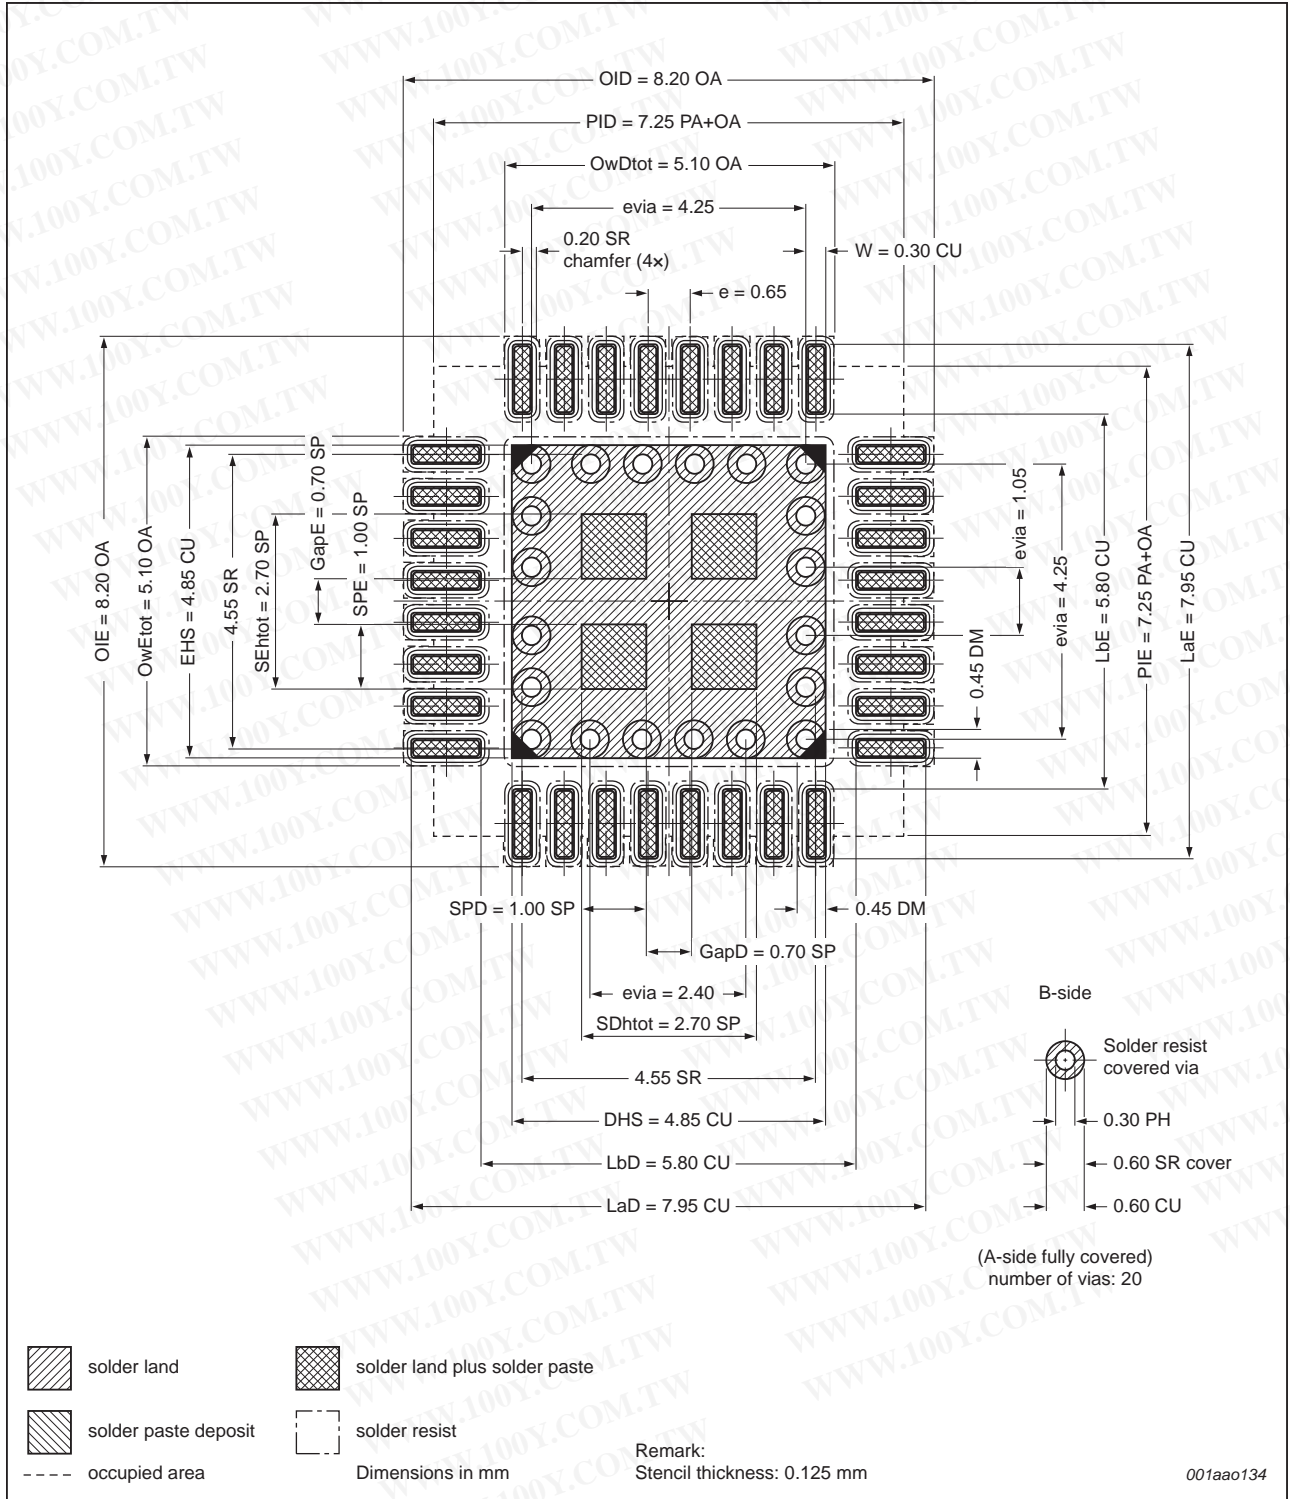 OID = 8.20 OA
PID = 7.25 PA+OA
OwDtot = 5.10 OA
evia = 4.25
0.20 SR
chamfer (4×)
W = 0.30 CU
e = 0.65
OIE = 8.20 OA
OwEtot = 5.10 OA
EHS = 4.85 CU
4.55 SR
SEhtot = 2.70 SP
GapE = 0.70 SP
SPE = 1.00 SP
evia = 1.05
0.45 DM
evia = 4.25
LbE = 5.80 CU
PIE = 7.25 PA+OA
LaE = 7.95 CU
SPD = 1.00 SP
0.45 DM
GapD = 0.70 SP
evia = 2.40
SDhtot = 2.70 SP
4.55 SR
DHS = 4.85 CU
LbD = 5.80 CU
LaD = 7.95 CU
B-side
Solder resist
covered via
0.30 PH
0.60 SR cover
0.60 CU
(A-side fully covered)
number of vias: 20
solder land
solder land plus solder paste
solder paste deposit
solder resist
occupied area
Dimensions in mm
Remark:
Stencil thickness: 0.125 mm
001aao134
WWW.100Y.COM.TW